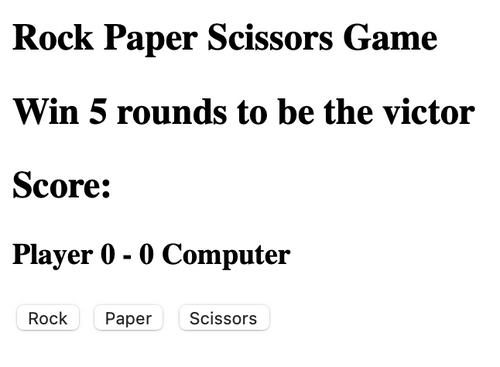 Rock Paper Scissors Game
Win 5 rounds to be the victor
Score:
Player 0 - 0 Computer
Rock Paper Scissors